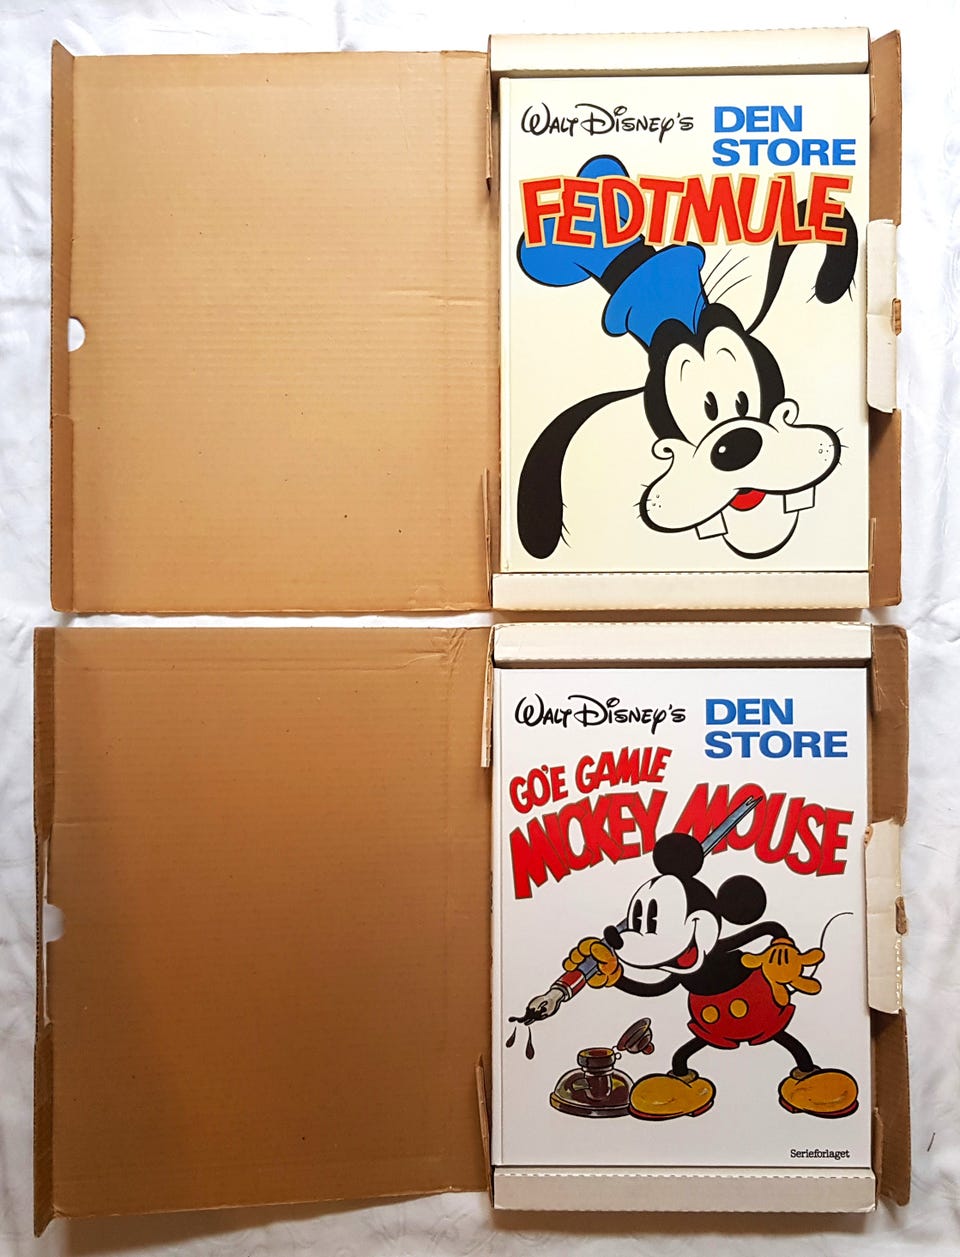 WALT DISNEY'S
DEN
STORE
FEDTMULE
WALT DISNEY'S
DEN
STORE
GO'E GAMLE
MICKEY MOUSE
Serieforlaget